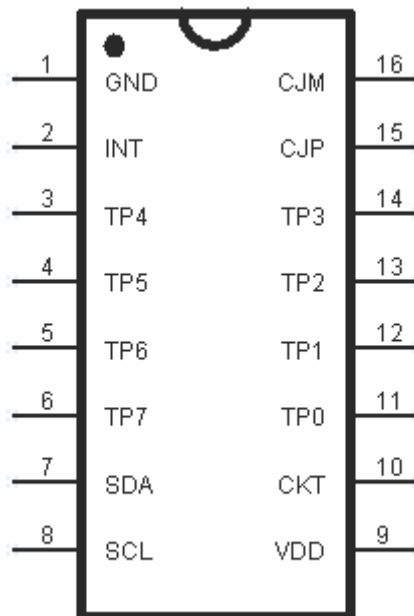 1 GND CJM 16
2 INT CJP 15
3 TP4 TP3 14
4 TP5 TP2 13
5 TP6 TP1 12
6 TP7 TP0 11
7 SDA CKT 10
8 SCL VDD 9